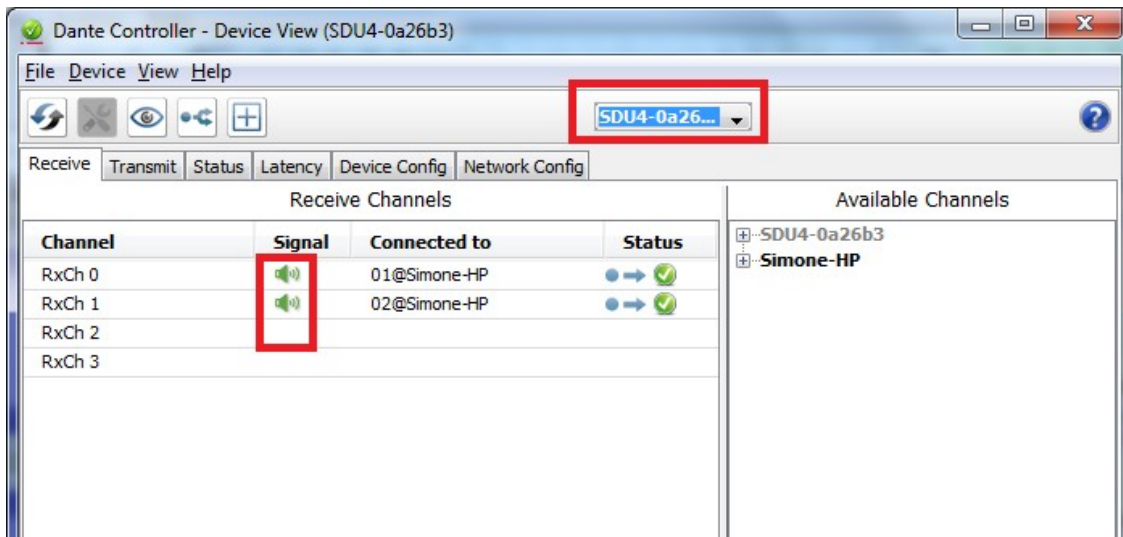 Dante Controller - Device View (SDU4-0a26b3)
File Device View Help
SDU4-0a26...
Receive Transmit Status Latency Device Config Network Config
Receive Channels
Available Channels
Channel Signal Connected to Status
SDU4-0a26b3
Simone-HP
RxCh 0 01@Simone-HP
RxCh 1 02@Simone-HP
RxCh 2
RxCh 3